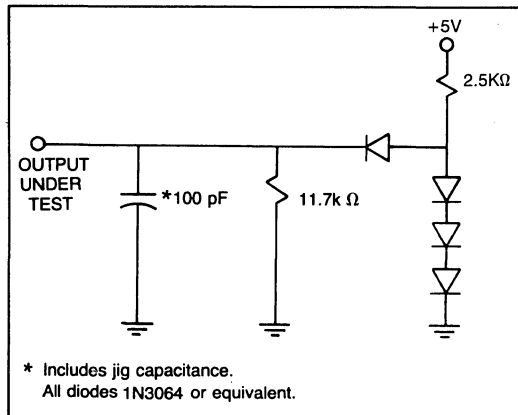 +5V
2.5KΩ
OUTPUT
UNDER
TEST
*100 pF
11.7k Ω
* Includes jig capacitance.
All diodes 1N3064 or equivalent.